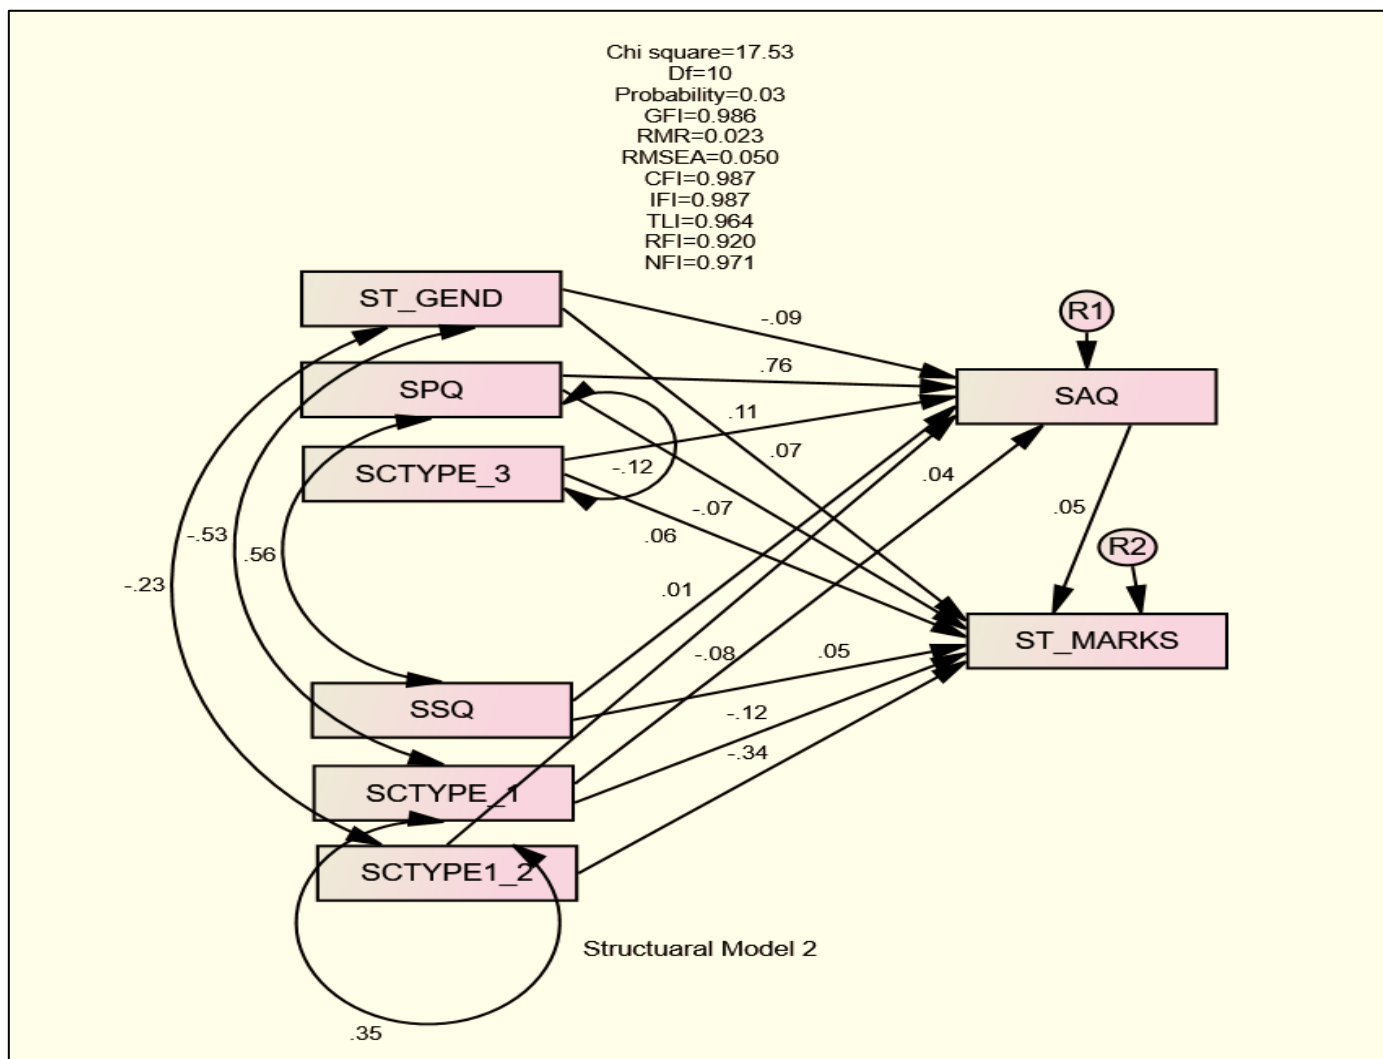 Chi square=17.53
Df=10
Probability=0.03
GFI=0.986
RMR=0.023
RMSEA=0.050
CFI=0.987
IFI=0.987
TLI=0.964
RFI=0.920
NFI=0.971
ST_GEND
-.09
R1
SPQ
.76
SAQ
.11
SCTYPE_3
-.12
.07
.04
-.07
.05
.06
-.53
.56
R2
-.23
.01
ST_MARKS
-.08
.05
SSQ
-.12
-.34
SCTYPE_1
SCTYPE1_2
Structuaral Model 2
.35